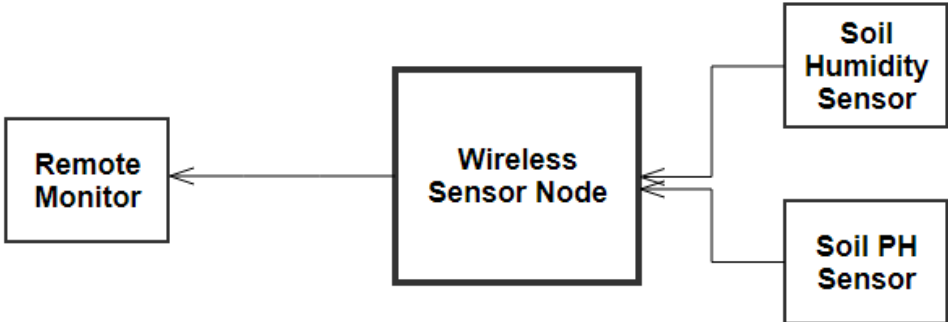 Remote
Monitor
Wireless
Sensor Node
Soil
Humidity
Sensor
Soil PH
Sensor